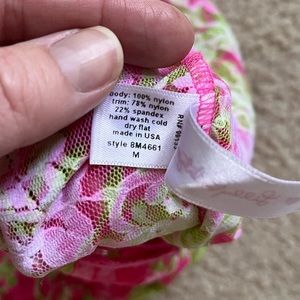 body: 100% nylon
trim: 78% nylon
22% spandex
hand wash cold
dry flat
made in USA
style 8M4661
M